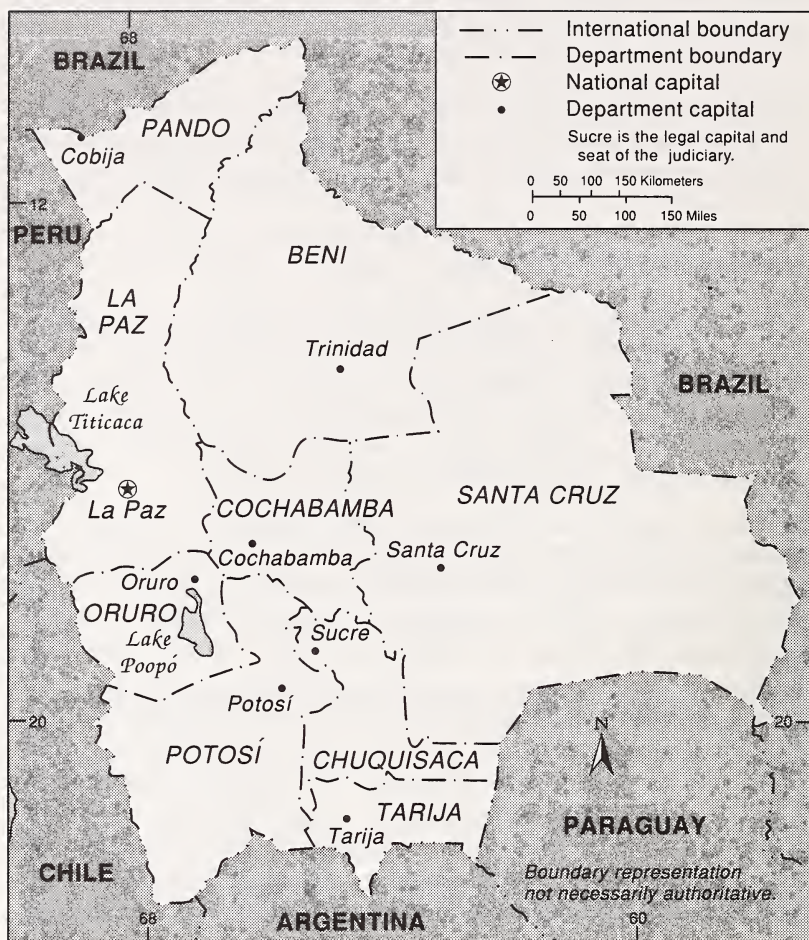 68
BRAZIL
International boundary
Department boundary
National capital
Department capital
Sucre is the legal capital and
seat of the judiciary.
0 50 100 150 Kilometers
0 50 100 150 Miles
PANDO
Cobija
12
PERU
BENI
LA
PAZ
Trinidad
BRAZIL
Lake
Titicaca
La Paz
COCHABAMBA
SANTA CRUZ
Cochabamba
Santa Cruz
Oruro
ORURO
Lake
Poopó
Sucre
Potosí
20
20
N
POTOSÍ
CHUQUISACA
TARIJA
Tarija
PARAGUAY
CHILE
Boundary representation
not necessarily authoritative.
68
ARGENTINA
60